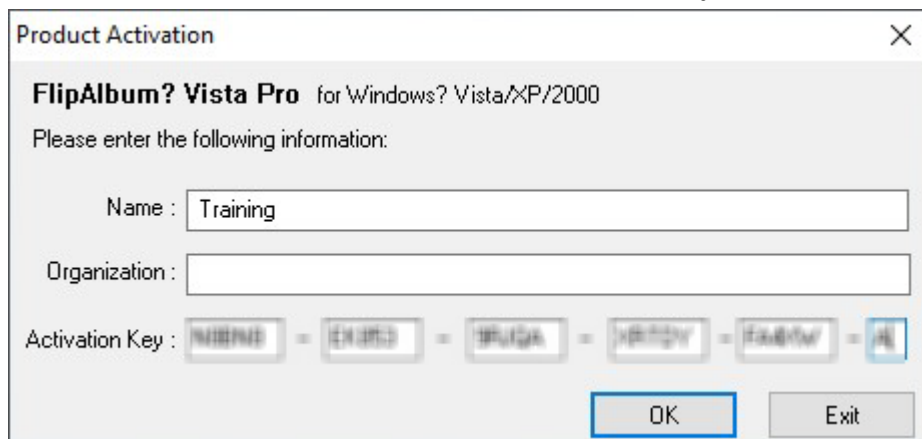 Product Activation
FlipAlbum? Vista Pro for Windows? Vista/XP/2000
Please enter the following information:
Name : Training
Organization :
Activation Key : - - - - -
OK Exit